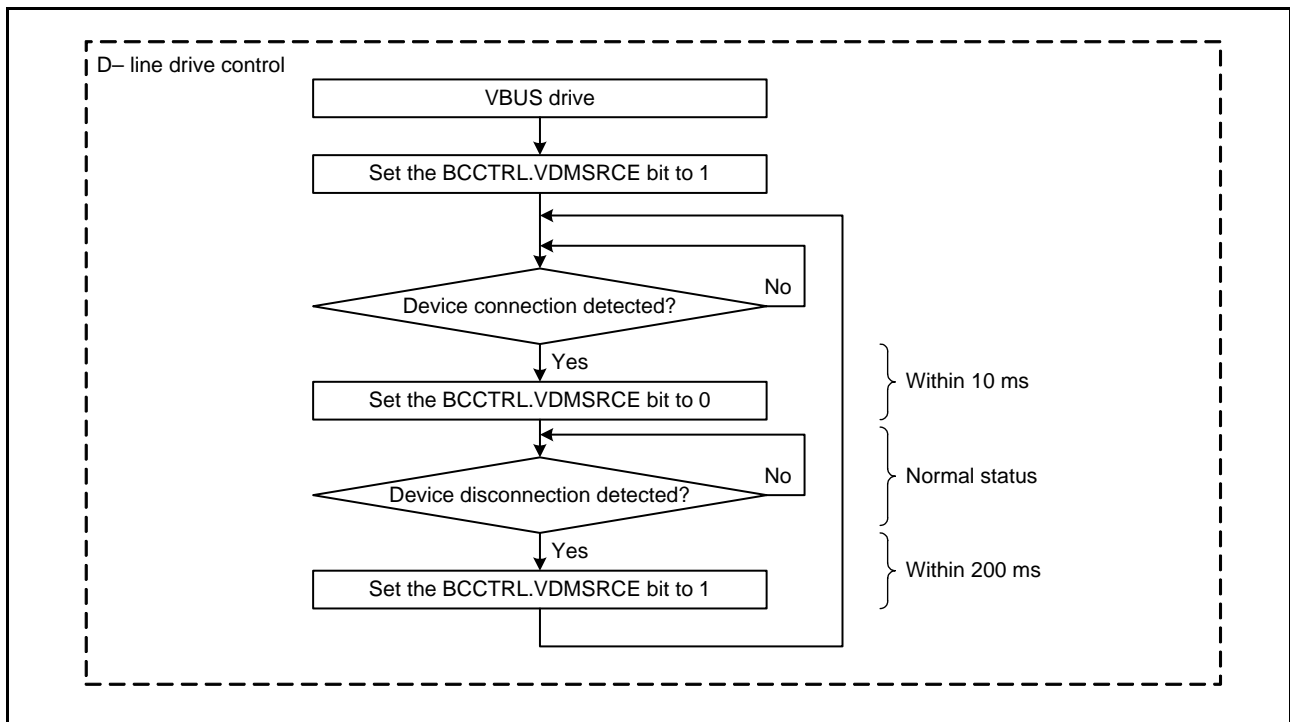 D– line drive control
VBUS drive
Set the BCCTRL.VDMSRCE bit to 1
Device connection detected?
No
Yes
Within 10 ms
Set the BCCTRL.VDMSRCE bit to 0
Normal status
Device disconnection detected?
No
Yes
Within 200 ms
Set the BCCTRL.VDMSRCE bit to 1